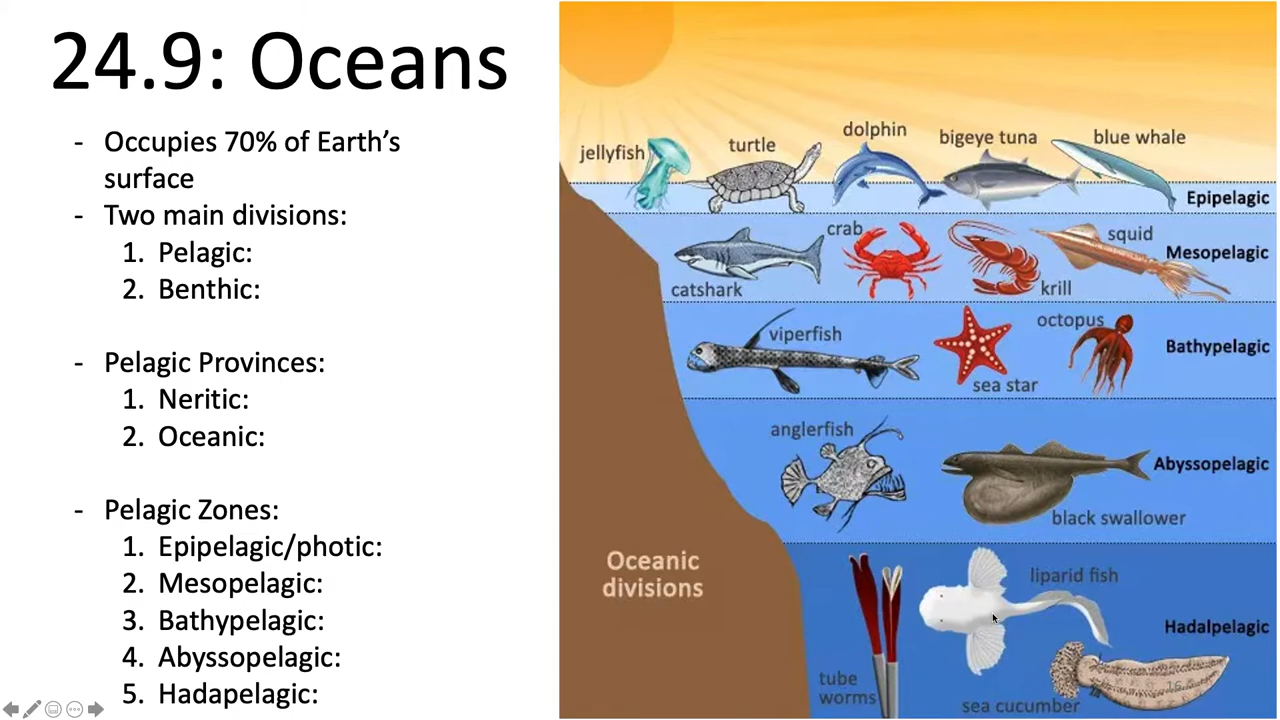 24.9: Oceans
- Occupies 70% of Earth's
surface
- Two main divisions:
1. Pelagic:
2. Benthic:
- Pelagic Provinces:
1. Neritic:
2. Oceanic:
- Pelagic Zones:
1. Epipelagic/photic:
2. Mesopelagic:
3. Bathypelagic:
4. Abyssopelagic:
5. Hadapelagic:
jellyfish
turtle
dolphin
bigeye tuna
blue whale
Epipelagic
catshark
crab
krill
squid
Mesopelagic
viperfish
sea star
octopus
Bathypelagic
anglerfish
black swallower
Abyssopelagic
Oceanic
divisions
tube
worms
liparid fish
sea cucumber
Hadalpelagic